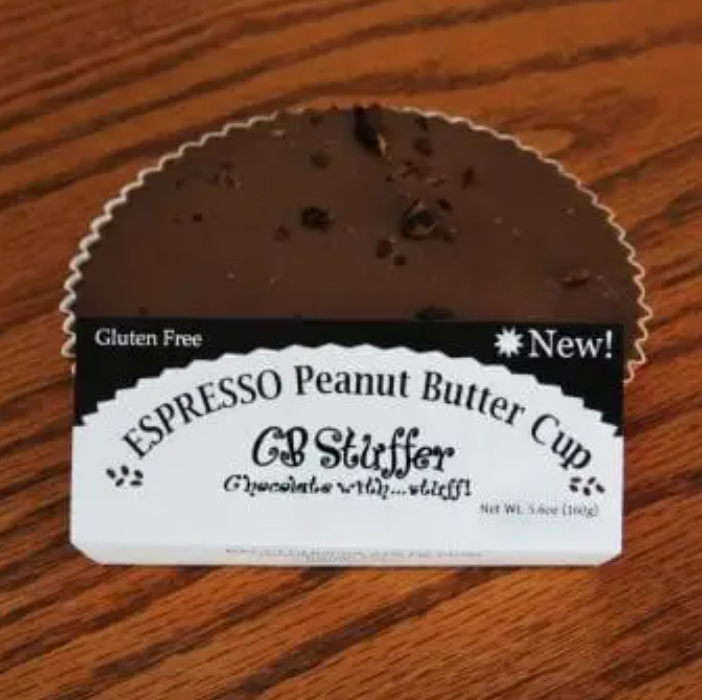 Gluten Free
New!
ESPRESSO Peanut Butter Cup
CB Stuffer
Chocolate with...stuff!
Net Wt. 5.6oz (160g)